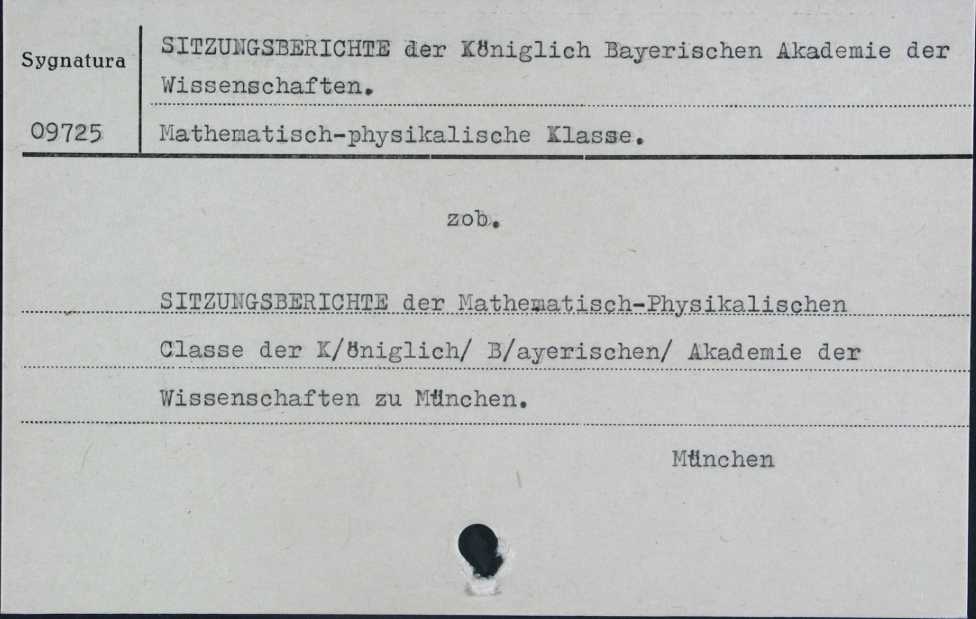 SITZUNGSBERICHTE der Königlich Bayerischen Akademie der
Sygnatura
Wissenschaften.
09725
Mathematisch-physikalische Klasse.
zob.
SITZUNGSBERICHTE der Mathematisch-Physikalischen
Classe der K/öniglich/ B/ayerischen/ Akademie der
Wissenschaften zu München.
München